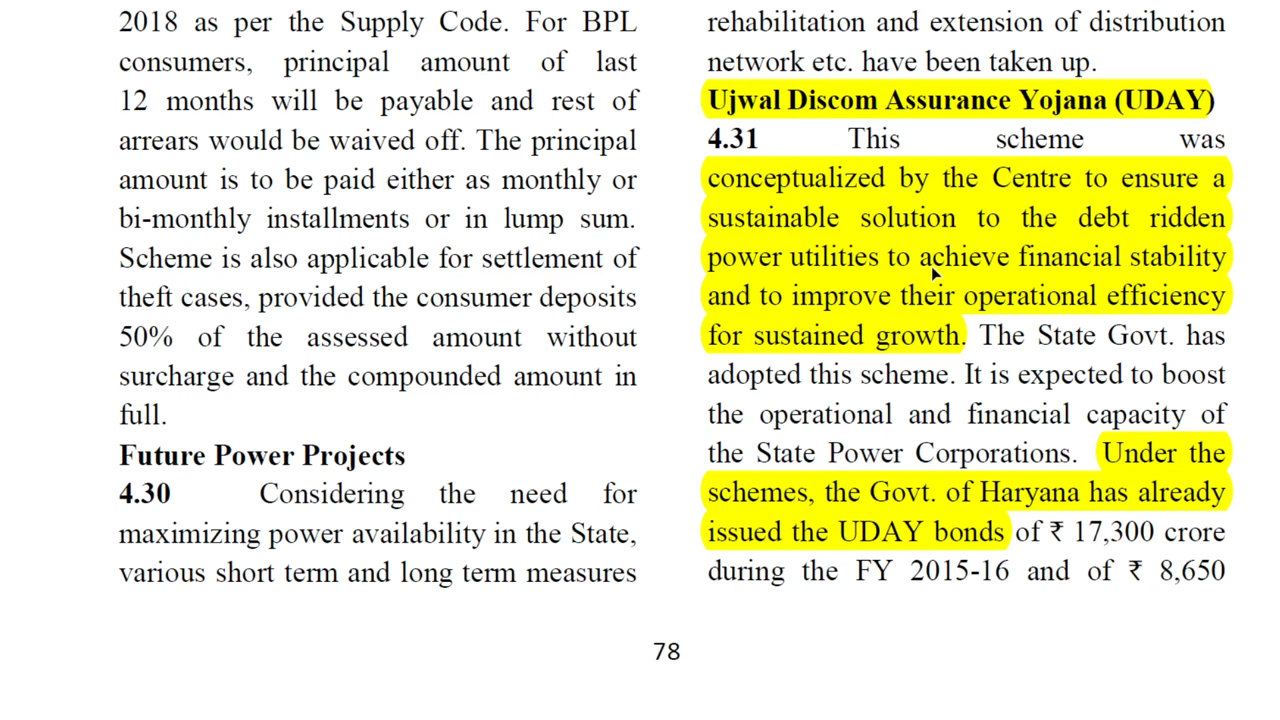 2018 as per the Supply Code. For BPL
consumers, principal amount of last
12 months will be payable and rest of
arrears would be waived off. The principal
amount is to be paid either as monthly or
bi-monthly installments or in lump sum.
Scheme is also applicable for settlement of
theft cases, provided the consumer deposits
50% of the assessed amount without
surcharge and the compounded amount in
full.
Future Power Projects
4.30 Considering the need for
maximizing power availability in the State,
various short term and long term measures
rehabilitation and extension of distribution
network etc. have been taken up.
Ujwal Discom Assurance Yojana (UDAY)
4.31 This scheme was
conceptualized by the Centre to ensure a
sustainable solution to the debt ridden
power utilities to achieve financial stability
and to improve their operational efficiency
for sustained growth. The State Govt. has
adopted this scheme. It is expected to boost
the operational and financial capacity of
the State Power Corporations. Under the
schemes, the Govt. of Haryana has already
issued the UDAY bonds of ₹ 17,300 crore
during the FY 2015-16 and of ₹ 8,650
78